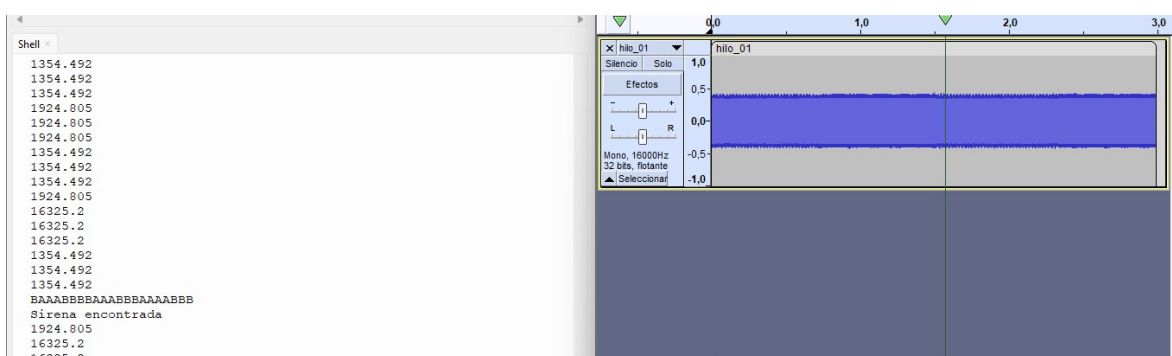 Shell ×
1354.492
1354.492
1354.492
1924.805
1924.805
1924.805
1354.492
1354.492
1354.492
1924.805
16325.2
16325.2
16325.2
1354.492
1354.492
1354.492
BAAABBBBAAABBBAAAABBB
Sirena encontrada
1924.805
16325.2
0,0 1,0 2,0 3,0
× hilo_01 hilo_01
Silencio Solo 1,0
Efectos 0,5
- +
0,0
L R
Mono, 16000Hz -0,5
32 bits, flotante
Seleccionar -1,0